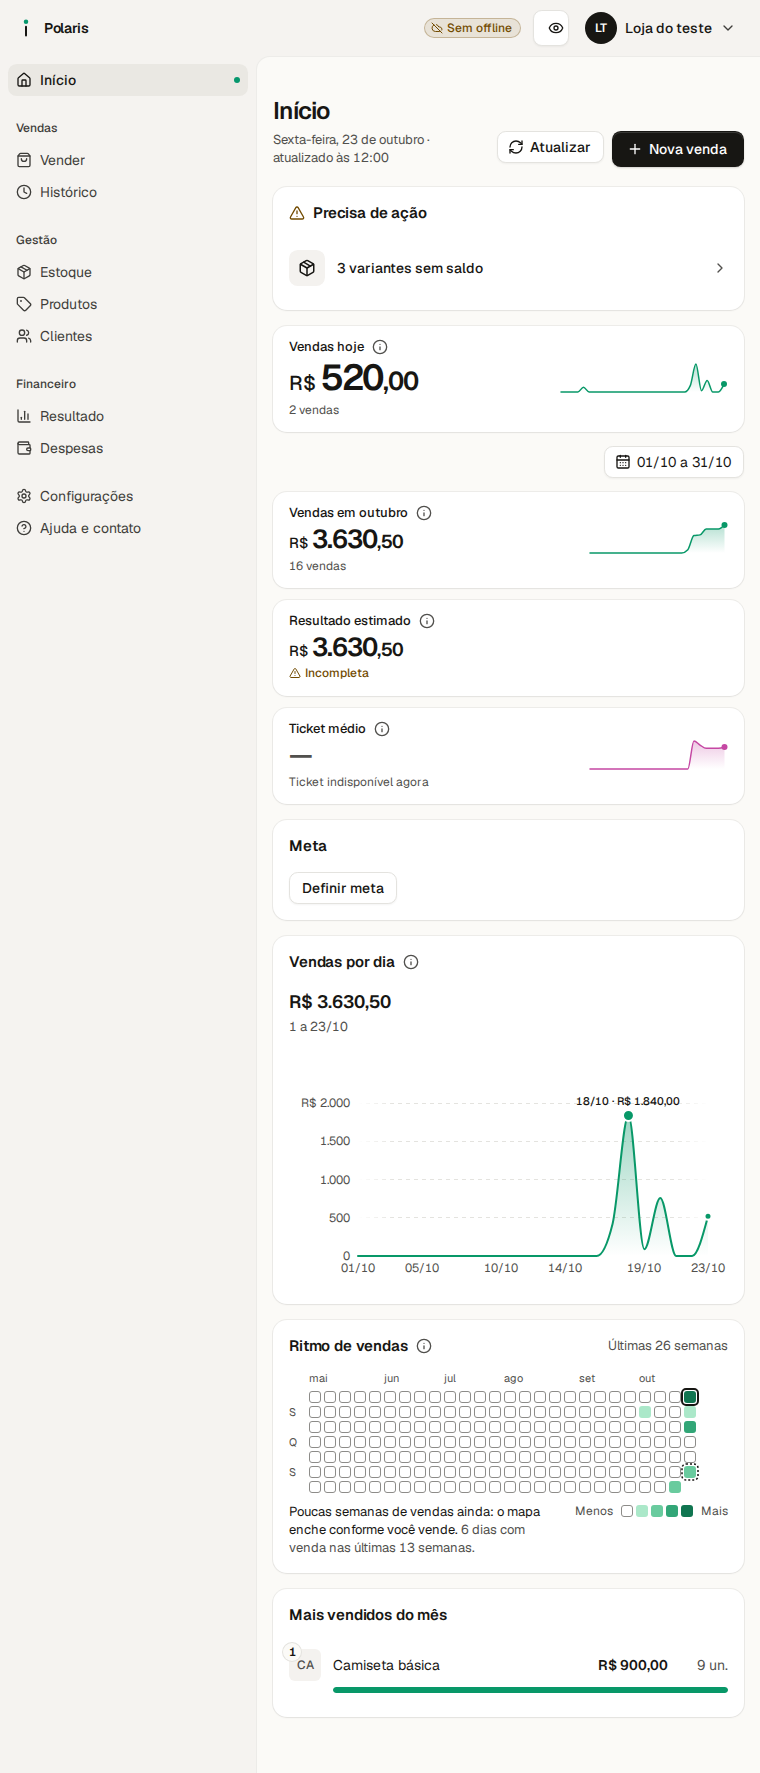 Polaris
Sem offline
LT
Loja do teste
Início
Vendas
Vender
Histórico
Gestão
Estoque
Produtos
Clientes
Financeiro
Resultado
Despesas
Configurações
Ajuda e contato
Início
Sexta-feira, 23 de outubro ·
atualizado às 12:00
Atualizar
Nova venda
Precisa de ação
3 variantes sem saldo
Vendas hoje
R$ 520,00
2 vendas
01/10 a 31/10
Vendas em outubro
R$ 3.630,50
16 vendas
Resultado estimado
R$ 3.630,50
Incompleta
Ticket médio
—
Ticket indisponível agora
Meta
Definir meta
Vendas por dia
R$ 3.630,50
1 a 23/10
18/10 · R$ 1.840,00
R$ 2.000
1.500
1.000
500
0
01/10 05/10 10/10 14/10 19/10 23/10
Ritmo de vendas
Últimas 26 semanas
mai jun jul ago set out
S
Q
S
Poucas semanas de vendas ainda: o mapa
enche conforme você vende. 6 dias com
venda nas últimas 13 semanas.
Menos Mais
Mais vendidos do mês
1
CA
Camiseta básica R$ 900,00 9 un.